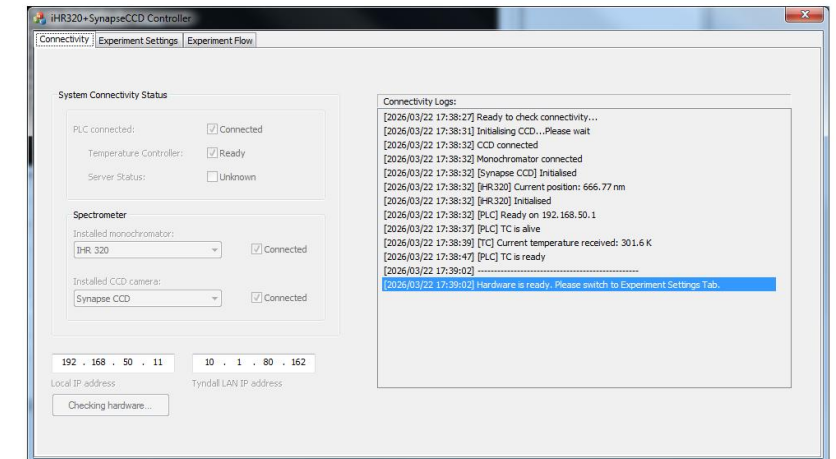 iHR320+SynapseCCD Controller
Connectivity Experiment Settings Experiment Flow
System Connectivity Status
PLC connected: Connected
Temperature Controller: Ready
Server Status: Unknown
Spectrometer
Installed monochromator:
IHR 320 Connected
Installed CCD camera:
Synapse CCD Connected
192 . 168 . 50 . 11 10 . 1 . 80 . 162
Local IP address Tyndall LAN IP address
Checking hardware...
Connectivity Logs:
[2026/03/22 17:38:27] Ready to check connectivity...
[2026/03/22 17:38:31] Initialising CCD...Please wait
[2026/03/22 17:38:32] CCD connected
[2026/03/22 17:38:32] Monochromator connected
[2026/03/22 17:38:32] [Synapse CCD] Initialised
[2026/03/22 17:38:32] [iHR320] Current position: 666.77 nm
[2026/03/22 17:38:32] [iHR320] Initialised
[2026/03/22 17:38:32] [PLC] Ready on 192.168.50.1
[2026/03/22 17:38:37] [PLC] TC is alive
[2026/03/22 17:38:39] [TC] Current temperature received: 301.6 K
[2026/03/22 17:38:47] [PLC] TC is ready
[2026/03/22 17:39:02] -------------------------------------------------
[2026/03/22 17:39:02] Hardware is ready. Please switch to Experiment Settings Tab.